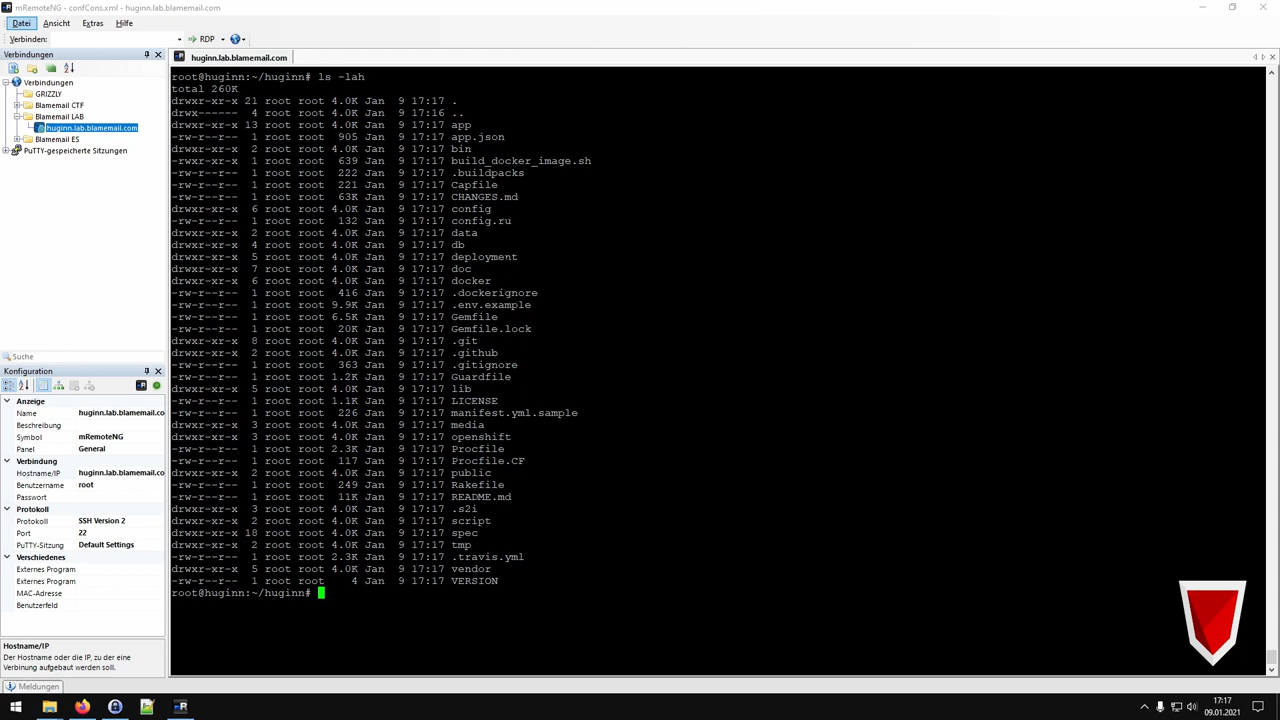 mRemoteNG - confCons.xml - huginn.lab.blamemail.com
Datei Ansicht Extras Hilfe
Verbinden: RDP
Verbindungen
Verbindungen
GRIZZLY
Blamemail CTF
Blamemail LAB
huginn.lab.blamemail.com
Blamemail ES
PuTTY-gespeicherte Sitzungen
Suche
Konfiguration
Anzeige
Name huginn.lab.blamemail.co
Beschreibung
Symbol mRemoteNG
Panel General
Verbindung
Hostname/IP huginn.lab.blamemail.co
Benutzername root
Passwort
Protokoll
Protokoll SSH Version 2
Port 22
PuTTY-Sitzung Default Settings
Verschiedenes
Externes Program
Externes Program
MAC-Adresse
Benutzerfeld
Hostname/IP
Der Hostname oder die IP, zu der eine
Verbinung aufgebaut werden soll.
Meldungen
huginn.lab.blamemail.com
root@huginn:~/huginn# ls -lah
total 260K
drwxr-xr-x 21 root root 4.0K Jan  9 17:17 .
drwx------  4 root root 4.0K Jan  9 17:16 ..
drwxr-xr-x 13 root root 4.0K Jan  9 17:17 app
-rw-r--r--  1 root root  905 Jan  9 17:17 app.json
drwxr-xr-x  2 root root 4.0K Jan  9 17:17 bin
-rwxr-xr-x  1 root root  639 Jan  9 17:17 build_docker_image.sh
-rw-r--r--  1 root root  222 Jan  9 17:17 .buildpacks
-rw-r--r--  1 root root  221 Jan  9 17:17 Capfile
-rw-r--r--  1 root root  63K Jan  9 17:17 CHANGES.md
drwxr-xr-x  6 root root 4.0K Jan  9 17:17 config
-rw-r--r--  1 root root  132 Jan  9 17:17 config.ru
drwxr-xr-x  2 root root 4.0K Jan  9 17:17 data
drwxr-xr-x  4 root root 4.0K Jan  9 17:17 db
drwxr-xr-x  5 root root 4.0K Jan  9 17:17 deployment
drwxr-xr-x  7 root root 4.0K Jan  9 17:17 doc
drwxr-xr-x  6 root root 4.0K Jan  9 17:17 docker
-rw-r--r--  1 root root  416 Jan  9 17:17 .dockerignore
-rw-r--r--  1 root root 9.9K Jan  9 17:17 .env.example
-rw-r--r--  1 root root 6.5K Jan  9 17:17 Gemfile
-rw-r--r--  1 root root  20K Jan  9 17:17 Gemfile.lock
drwxr-xr-x  8 root root 4.0K Jan  9 17:17 .git
drwxr-xr-x  2 root root 4.0K Jan  9 17:17 .github
-rw-r--r--  1 root root  363 Jan  9 17:17 .gitignore
-rw-r--r--  1 root root 1.2K Jan  9 17:17 Guardfile
drwxr-xr-x  5 root root 4.0K Jan  9 17:17 lib
-rw-r--r--  1 root root 1.1K Jan  9 17:17 LICENSE
-rw-r--r--  1 root root  226 Jan  9 17:17 manifest.yml.sample
drwxr-xr-x  3 root root 4.0K Jan  9 17:17 media
drwxr-xr-x  3 root root 4.0K Jan  9 17:17 openshift
-rw-r--r--  1 root root 2.3K Jan  9 17:17 Procfile
-rw-r--r--  1 root root  117 Jan  9 17:17 Procfile.CF
drwxr-xr-x  2 root root 4.0K Jan  9 17:17 public
-rw-r--r--  1 root root  249 Jan  9 17:17 Rakefile
-rw-r--r--  1 root root  11K Jan  9 17:17 README.md
drwxr-xr-x  3 root root 4.0K Jan  9 17:17 .s2i
drwxr-xr-x  2 root root 4.0K Jan  9 17:17 script
drwxr-xr-x 18 root root 4.0K Jan  9 17:17 spec
drwxr-xr-x  2 root root 4.0K Jan  9 17:17 tmp
-rw-r--r--  1 root root 2.3K Jan  9 17:17 .travis.yml
drwxr-xr-x  5 root root 4.0K Jan  9 17:17 vendor
-rw-r--r--  1 root root    4 Jan  9 17:17 VERSION
root@huginn:~/huginn#
17:17
09.01.2021